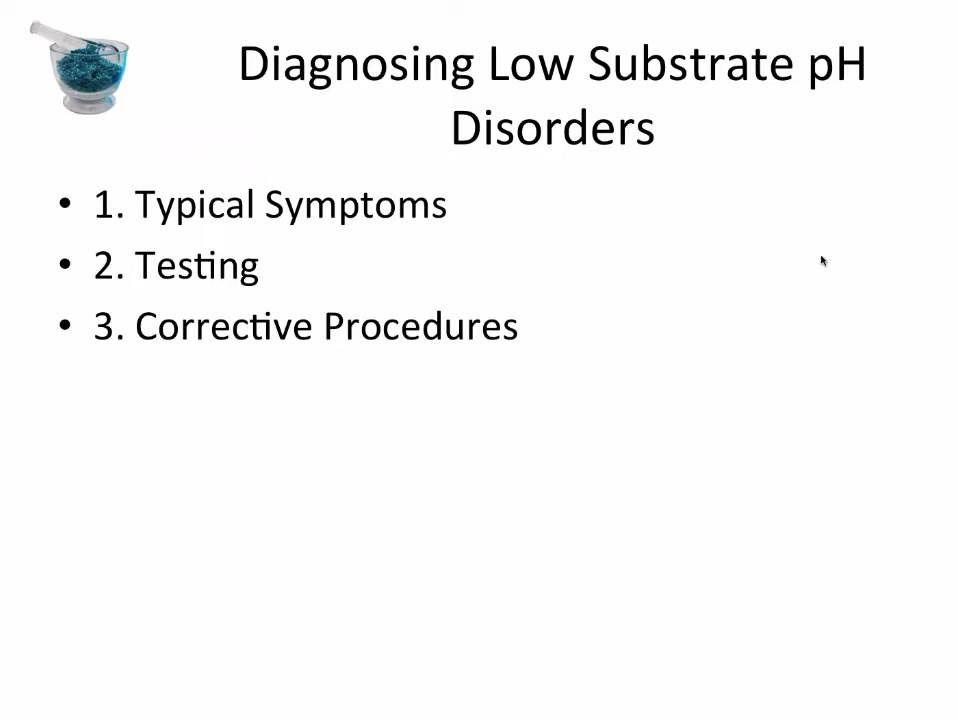 Diagnosing Low Substrate pH
Disorders
• 1. Typical Symptoms
• 2. Testing
• 3. Corrective Procedures